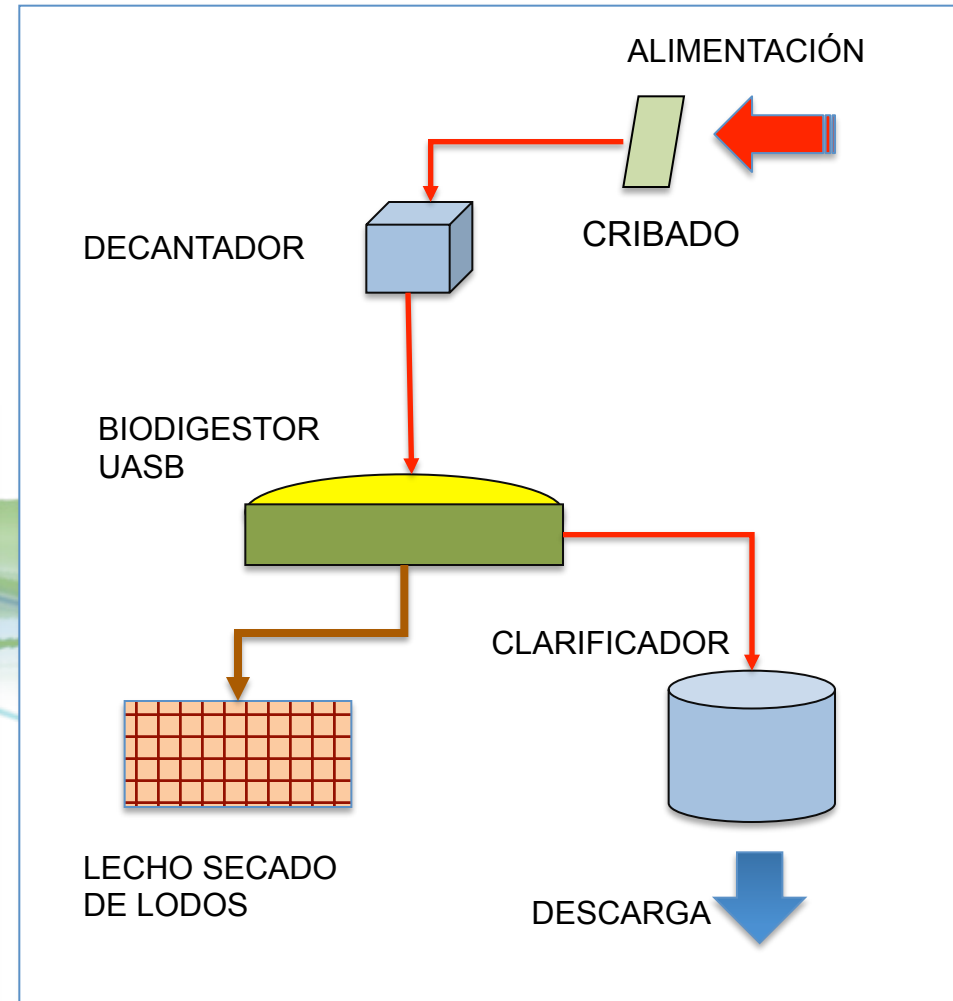 ALIMENTACIÓN
CRIBADO
DECANTADOR
BIODIGESTOR
UASB
CLARIFICADOR
LECHO SECADO
DE LODOS
DESCARGA